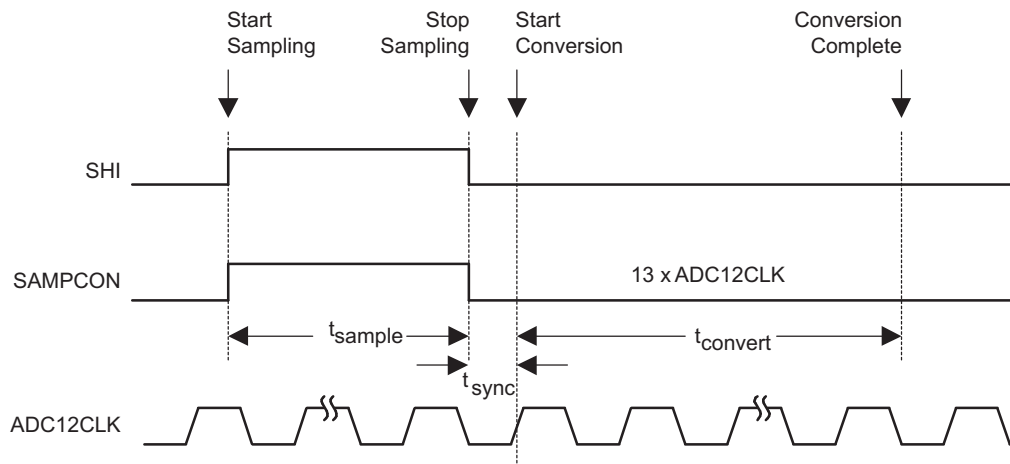 Start
Sampling
Stop
Sampling
Start
Conversion
Conversion
Complete
SHI
SAMPCON
13 x ADC12CLK
tsample
tconvert
tsync
ADC12CLK